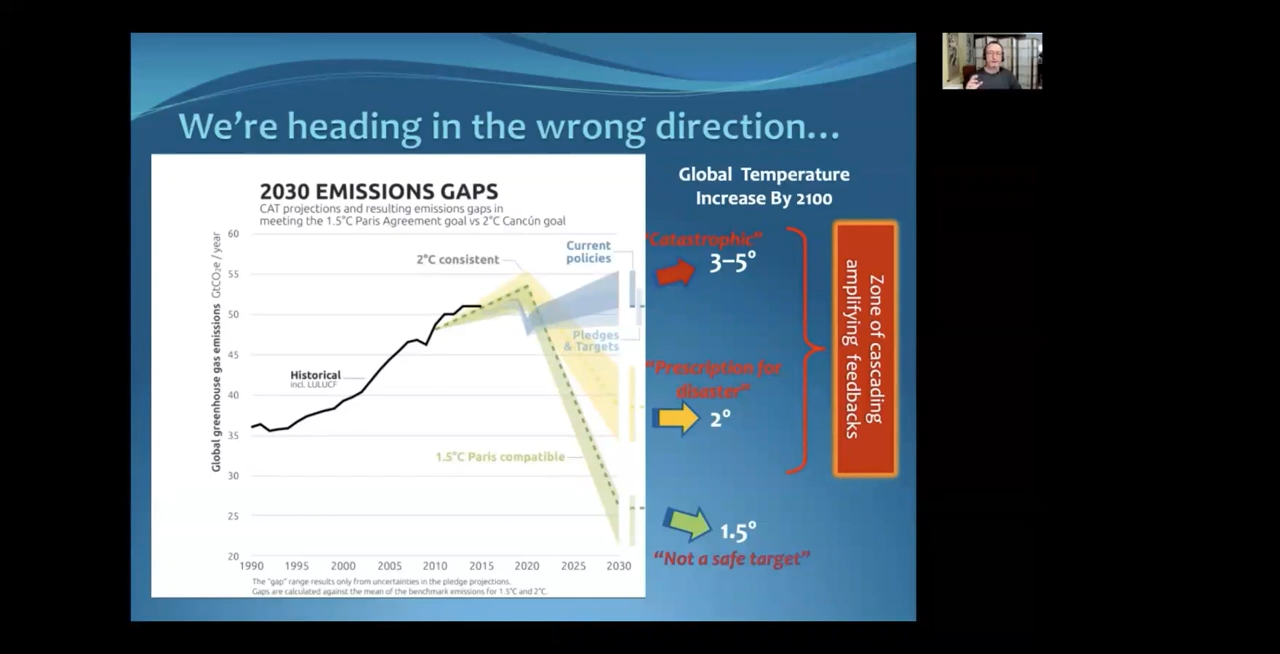 We're heading in the wrong direction...
2030 EMISSIONS GAPS
CAT projections and resulting emissions gaps in
meeting the 1.5°C Paris Agreement goal vs 2°C Cancún goal
Global greenhouse gas emissions GtCO₂e / year
60
55
50
45
40
35
30
25
20
1990
1995
2000
2005
2010
2015
2020
2025
2030
Historical
incl. LULUCF
2°C consistent
Current
policies
Pledges
& Targets
1.5°C Paris compatible
The "gap" range results only from uncertainties in the pledge projections.
Gaps are calculated against the mean of the benchmark emissions for 1.5°C and 2°C.
Global Temperature
Increase By 2100
"Catastrophic"
3–5°
"Prescription for
disaster"
2°
1.5°
"Not a safe target"
Zone of cascading
amplifying feedbacks